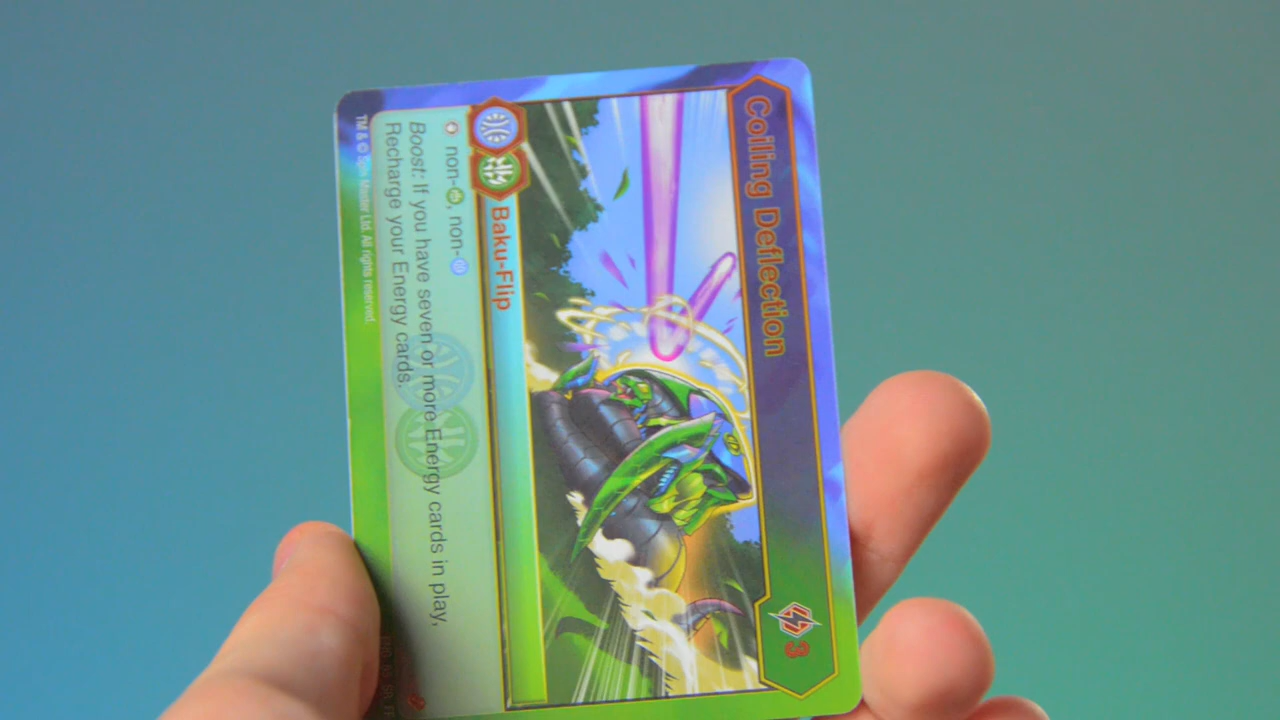 Coiling Deflection
3
Baku-Flip
non- , non-
Boost: If you have seven or more Energy cards in play,
Recharge your Energy cards.
TM & © Spin Master Ltd. All rights reserved.